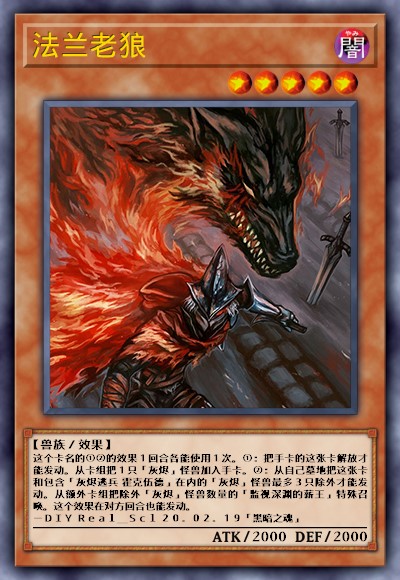 法兰老狼
やみ
闇
【兽族／效果】
这个卡名的①②的效果1回合各能使用1次。①：把手卡的这张卡解放才
能发动。从卡组把1只「灰烬」怪兽加入手卡。②：从自己墓地把这张卡
和包含「灰烬逃兵 霍克伍德」在内的「灰烬」怪兽最多3只除外才能发
动。从额外卡组把除外「灰烬」怪兽数量的「监视深渊的薪王」特殊召
唤。这个效果在对方回合也能发动。
－DIYReal＿Scl20.02.19「黑暗之魂」
ATK/2000 DEF/2000